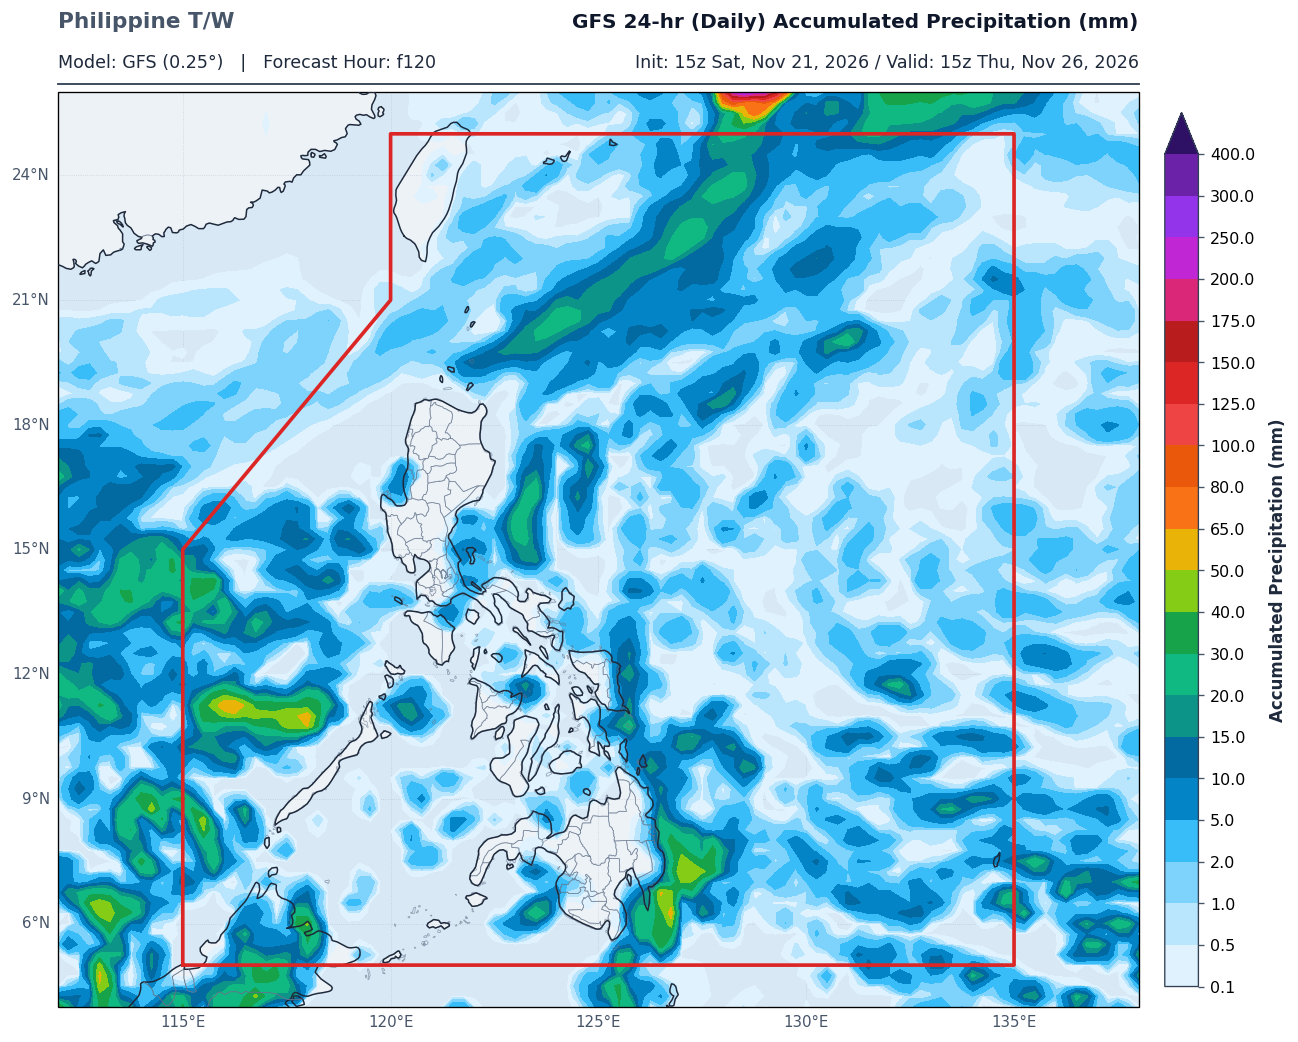 Philippine T/W
GFS 24-hr (Daily) Accumulated Precipitation (mm)
Model: GFS (0.25°)   |   Forecast Hour: f120
Init: 15z Sat, Nov 21, 2026 / Valid: 15z Thu, Nov 26, 2026
24°N
21°N
18°N
15°N
12°N
9°N
6°N
115°E
120°E
125°E
130°E
135°E
400.0
300.0
250.0
200.0
175.0
150.0
125.0
100.0
80.0
65.0
50.0
40.0
30.0
20.0
15.0
10.0
5.0
2.0
1.0
0.5
0.1
Accumulated Precipitation (mm)